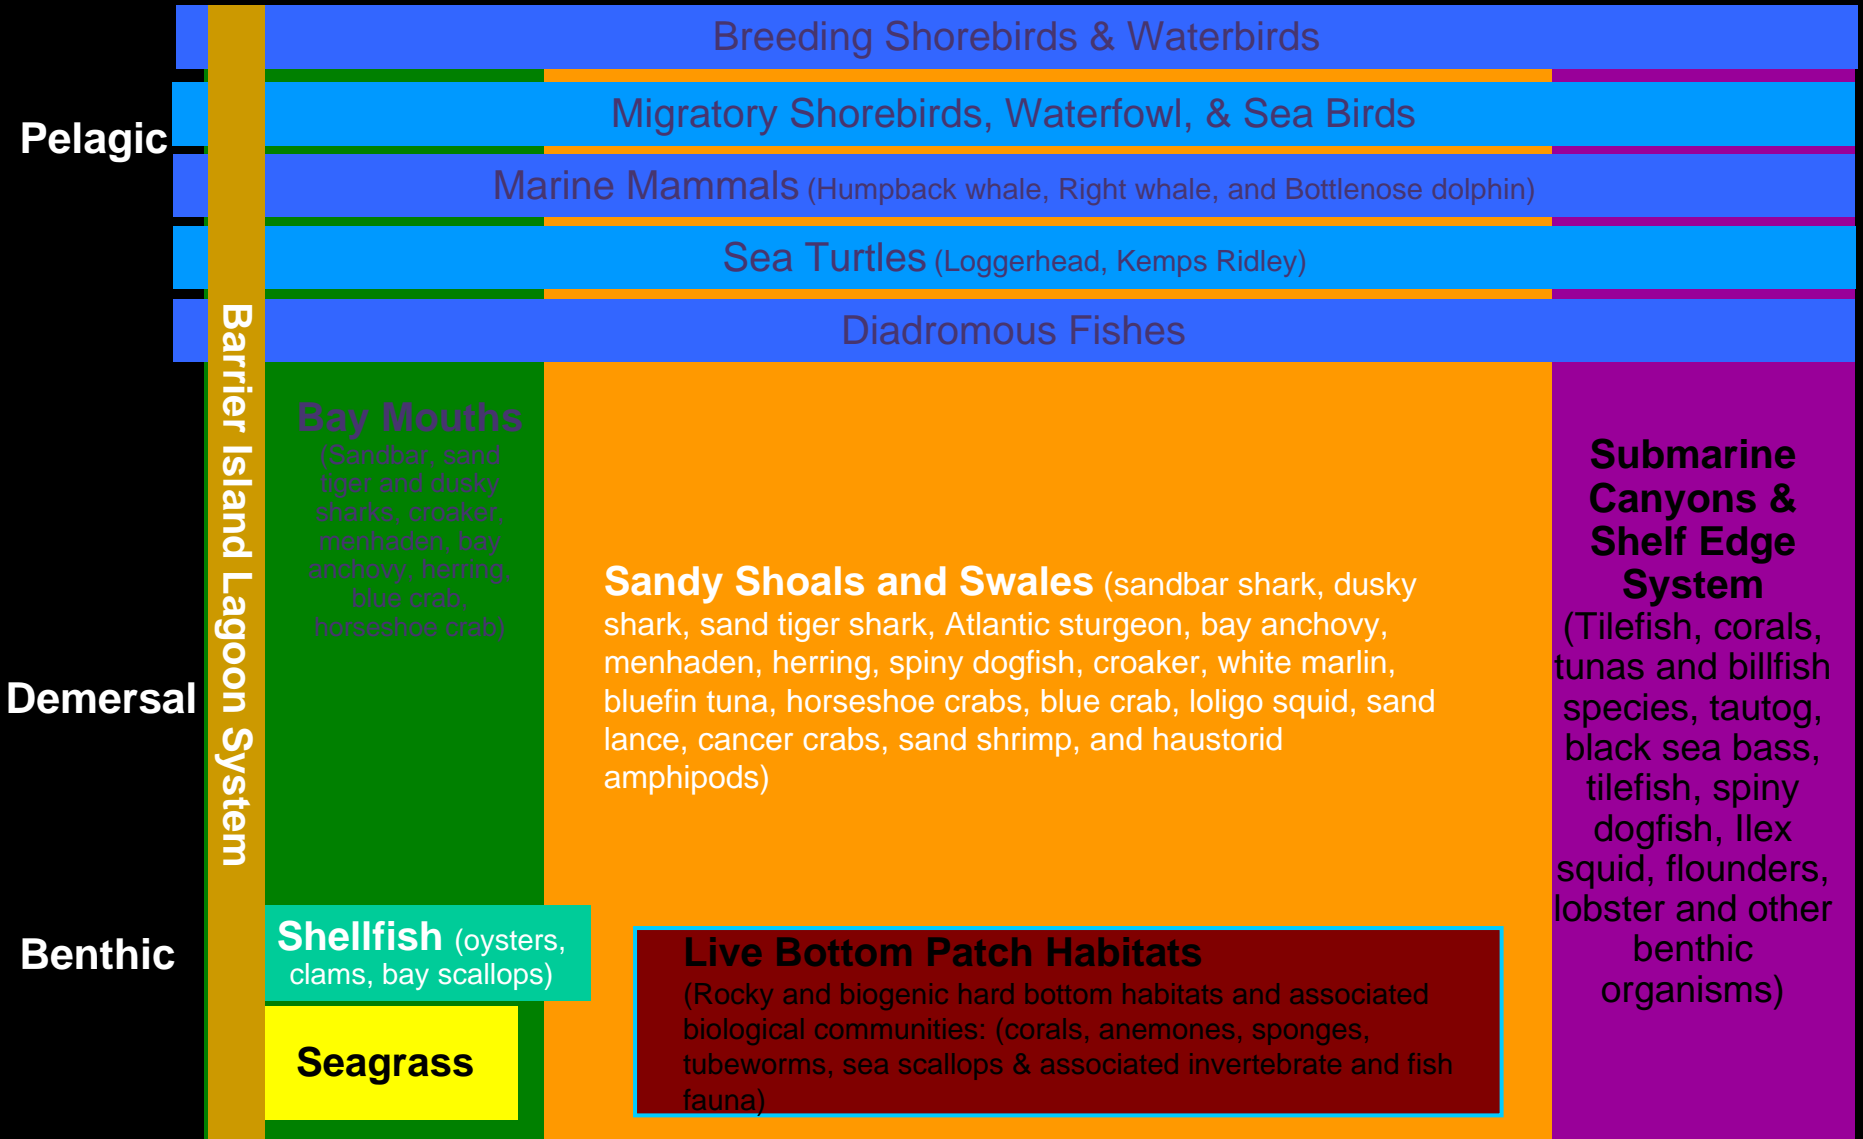 Breeding Shorebirds & Waterbirds
Pelagic
Migratory Shorebirds, Waterfowl, & Sea Birds
Marine Mammals (Humpback whale, Right whale, and Bottlenose dolphin)
Sea Turtles (Loggerhead, Kemps Ridley)
Diadromous Fishes
Barrier Island Lagoon System
Bay Mouths
(Sandbar, sand
tiger and dusky
sharks, croaker,
menhaden, bay
anchovy, herring,
blue crab,
horseshoe crab)
Demersal
Sandy Shoals and Swales (sandbar shark, dusky
shark, sand tiger shark, Atlantic sturgeon, bay anchovy,
menhaden, herring, spiny dogfish, croaker, white marlin,
bluefin tuna, horseshoe crabs, blue crab, loligo squid, sand
lance, cancer crabs, sand shrimp, and haustorid
amphipods)
Submarine
Canyons &
Shelf Edge
System
(Tilefish, corals,
tunas and billfish
species, tautog,
black sea bass,
tilefish, spiny
dogfish, Ilex
squid, flounders,
lobster and other
benthic
organisms)
Benthic
Shellfish (oysters,
clams, bay scallops)
Seagrass
Live Bottom Patch Habitats
(Rocky and biogenic hard bottom habitats and associated
biological communities: (corals, anemones, sponges,
tubeworms, sea scallops & associated invertebrate and fish
fauna)